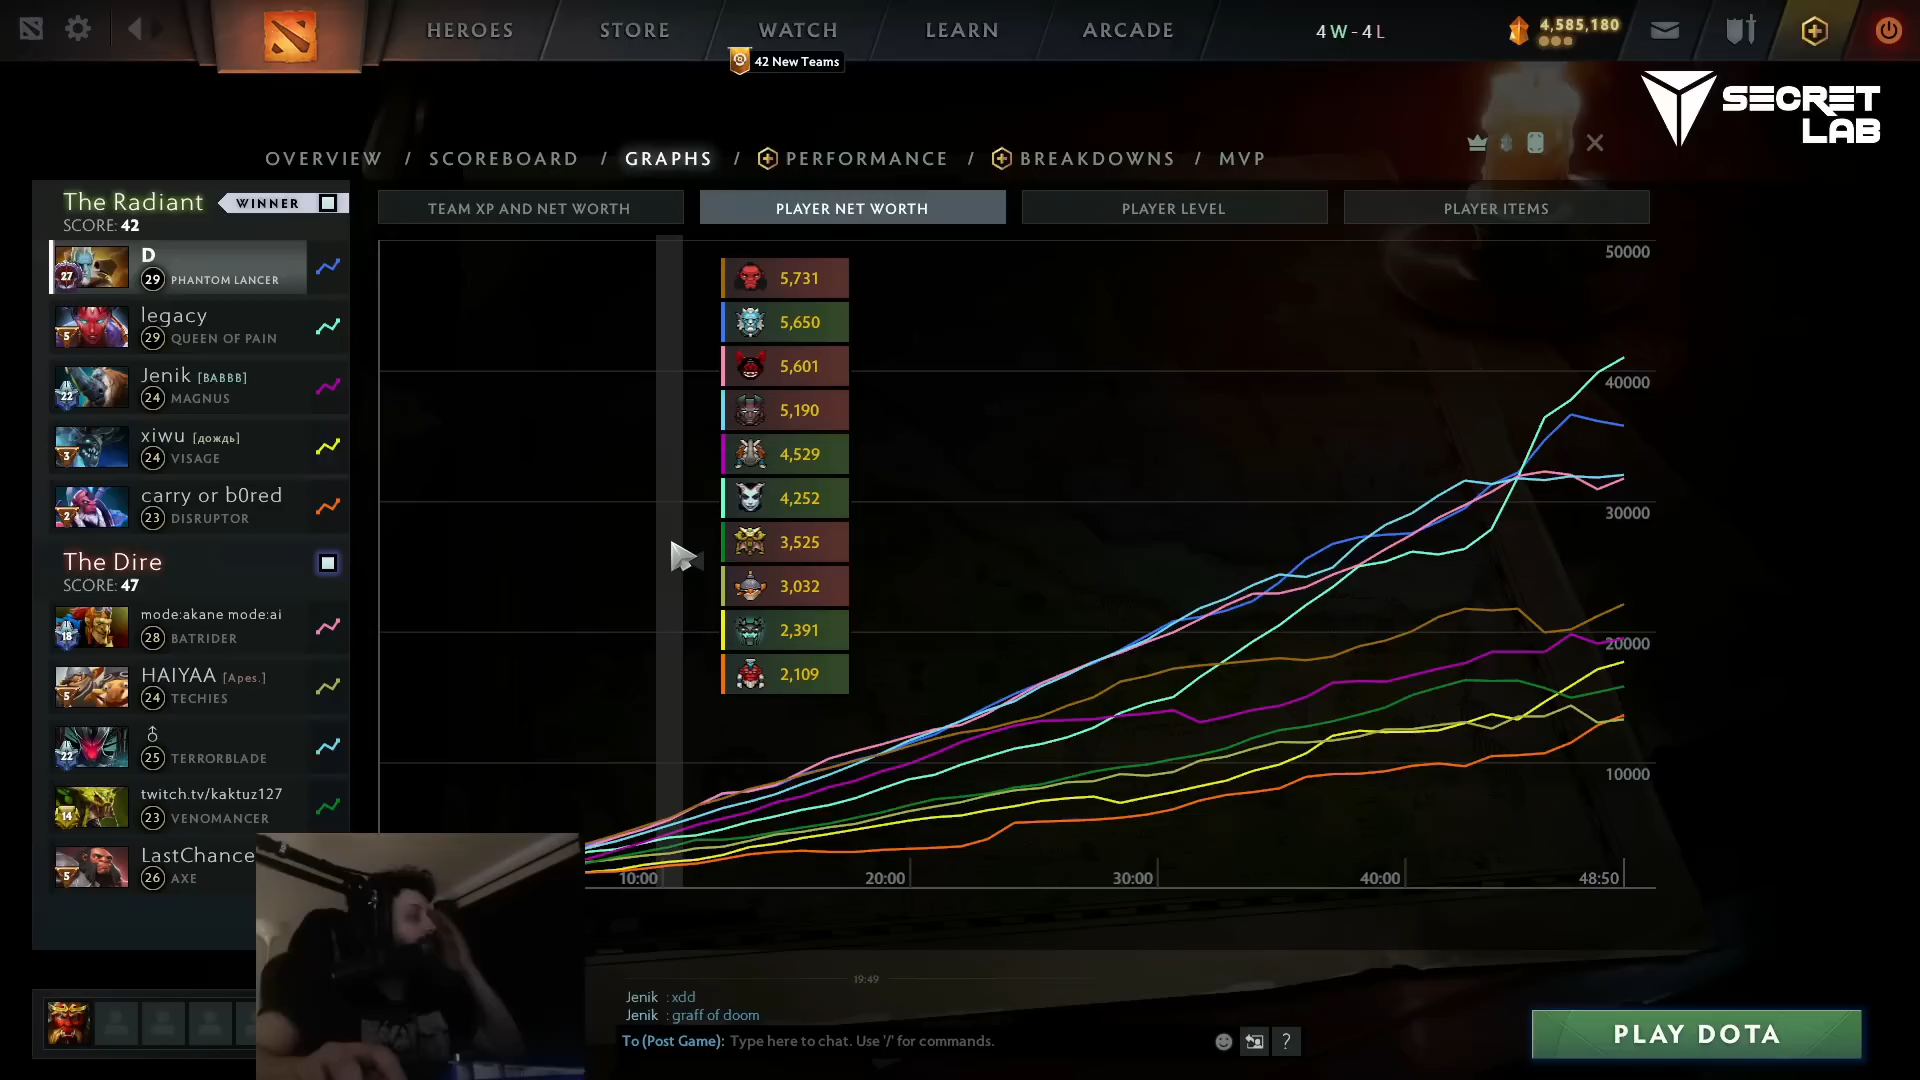 HEROES
STORE
WATCH
LEARN
ARCADE
4W-4L
4,585,180
42 New Teams
SECRET
LAB
OVERVIEW / SCOREBOARD / GRAPHS / PERFORMANCE / BREAKDOWNS / MVP
TEAM XP AND NET WORTH
PLAYER NET WORTH
PLAYER LEVEL
PLAYER ITEMS
The Radiant
WINNER
SCORE: 42
27
D
29 PHANTOM LANCER
5
legacy
29 QUEEN OF PAIN
22
Jenik [BABBB]
24 MAGNUS
3
xiwu [дождь]
24 VISAGE
2
carry or b0red
23 DISRUPTOR
The Dire
SCORE: 47
18
mode:akane mode:ai
28 BATRIDER
5
HAIYAA [Apes.]
24 TECHIES
22
♂
25 TERRORBLADE
14
twitch.tv/kaktuz127
23 VENOMANCER
5
LastChance
26 AXE
5,731
5,650
5,601
5,190
4,529
4,252
3,525
3,032
2,391
2,109
50000
40000
30000
20000
10000
10:00
20:00
30:00
40:00
48:50
19:49
Jenik : xdd
Jenik : graff of doom
To (Post Game): Type here to chat. Use '/' for commands.
?
PLAY DOTA